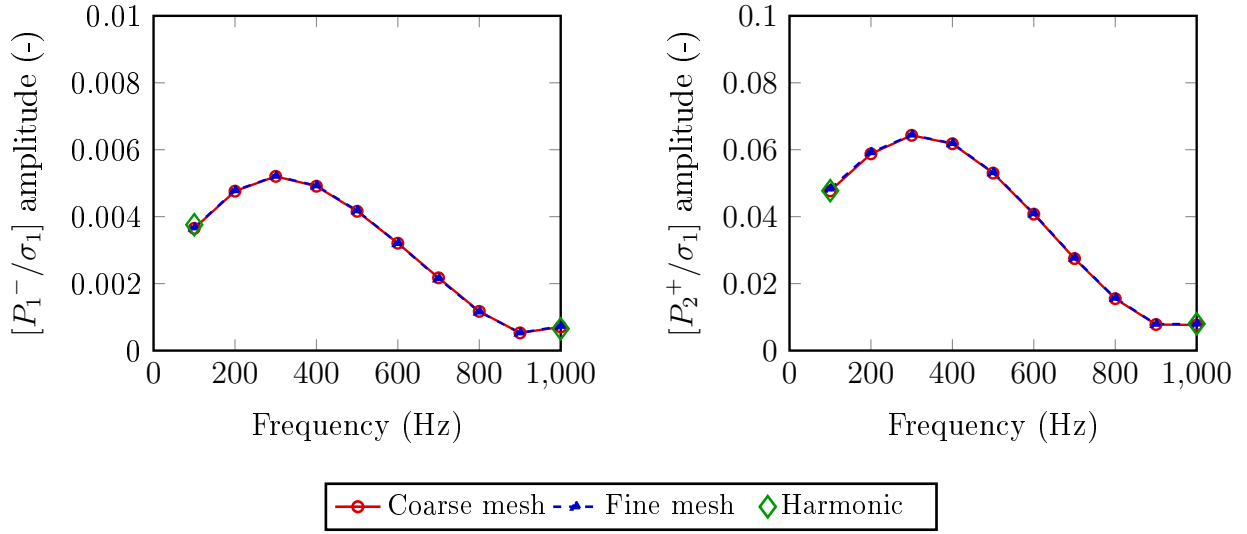 [P₁⁻/σ₁] amplitude (-)
0.01
0.008
0.006
0.004
0.002
0
0 200 400 600 800 1,000
Frequency (Hz)
[P₂⁺/σ₁] amplitude (-)
0.1
0.08
0.06
0.04
0.02
0
0 200 400 600 800 1,000
Frequency (Hz)
Coarse mesh Fine mesh Harmonic